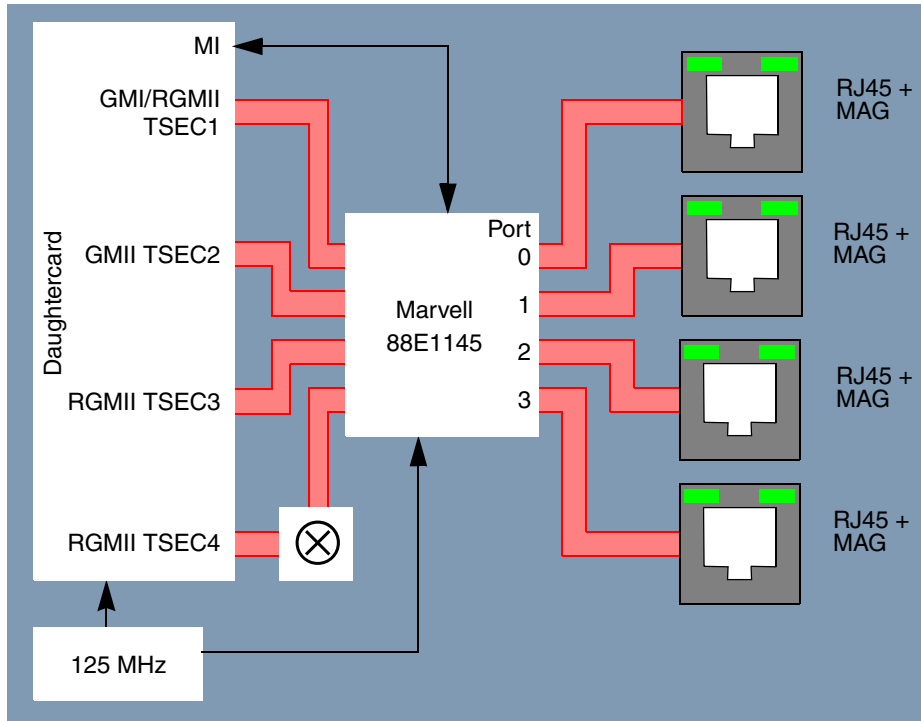 MI
GMI/RGMII
TSEC1
GMII TSEC2
RGMII TSEC3
RGMII TSEC4
Daughtercard
125 MHz
Marvell
88E1145
Port
0
1
2
3
RJ45 +
MAG
RJ45 +
MAG
RJ45 +
MAG
RJ45 +
MAG